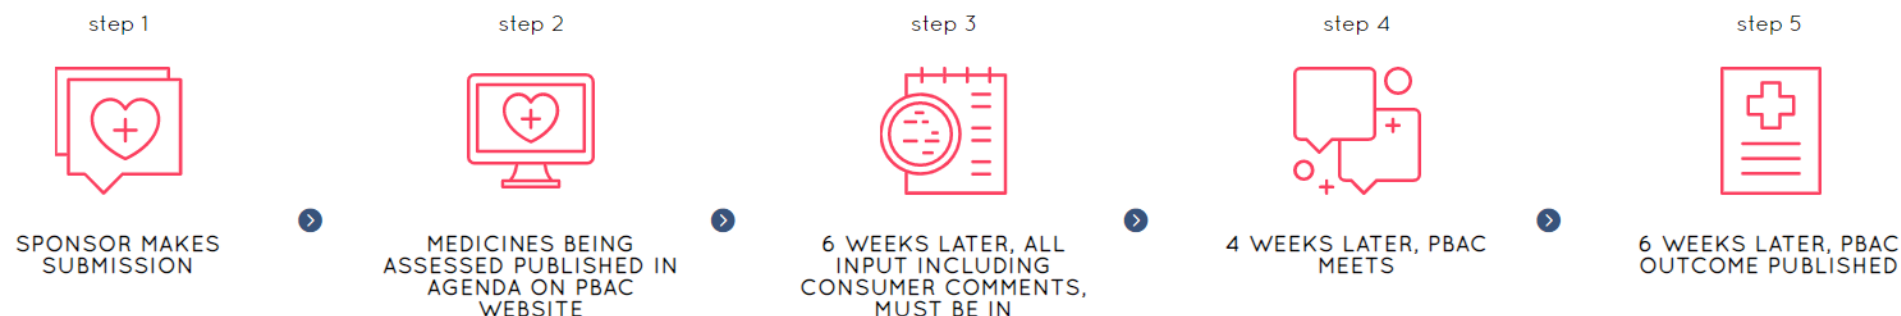 step 1
SPONSOR MAKES
SUBMISSION
step 2
MEDICINES BEING
ASSESSED PUBLISHED IN
AGENDA ON PBAC
WEBSITE
step 3
6 WEEKS LATER, ALL
INPUT INCLUDING
CONSUMER COMMENTS,
MUST BE IN
step 4
4 WEEKS LATER, PBAC
MEETS
step 5
6 WEEKS LATER, PBAC
OUTCOME PUBLISHED